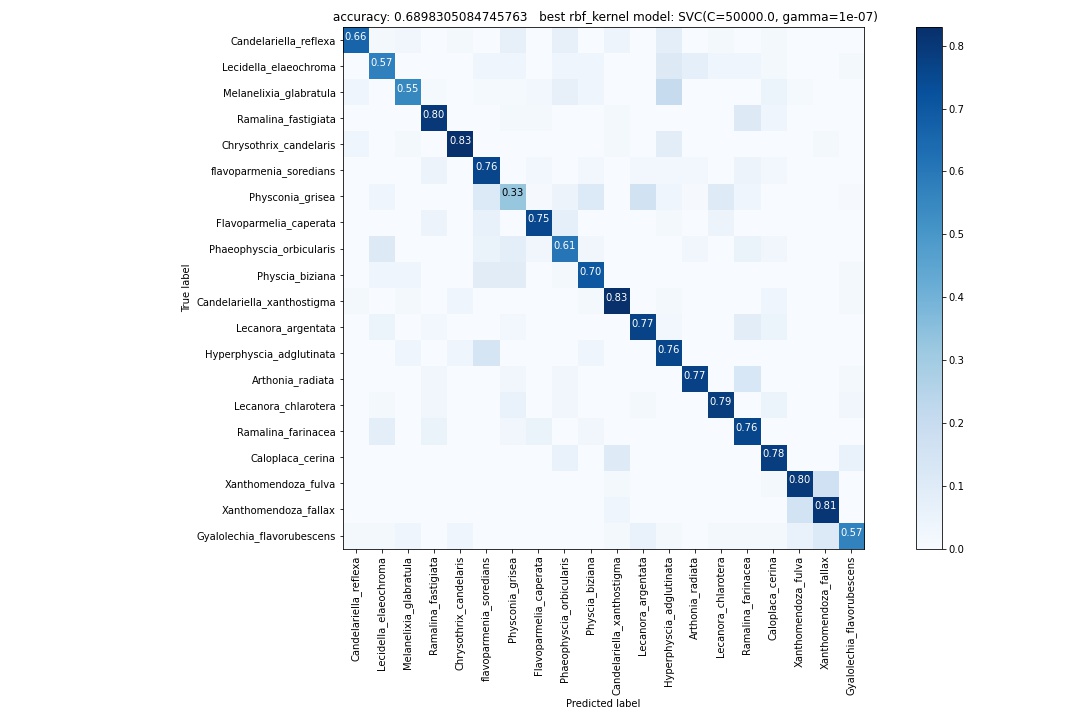 accuracy: 0.6898305084745763   best rbf_kernel model: SVC(C=50000.0, gamma=1e-07)
Candelariella_reflexa
Lecidella_elaeochroma
Melanelixia_glabratula
Ramalina_fastigiata
Chrysothrix_candelaris
flavoparmenia_soredians
Physconia_grisea
Flavoparmelia_caperata
Phaeophyscia_orbicularis
Physcia_biziana
Candelariella_xanthostigma
Lecanora_argentata
Hyperphyscia_adglutinata
Arthonia_radiata
Lecanora_chlarotera
Ramalina_farinacea
Caloplaca_cerina
Xanthomendoza_fulva
Xanthomendoza_fallax
Gyalolechia_flavorubescens
True label
0.66
0.57
0.55
0.80
0.83
0.76
0.33
0.75
0.61
0.70
0.83
0.77
0.76
0.77
0.79
0.76
0.78
0.80
0.81
0.57
Candelariella_reflexa
Lecidella_elaeochroma
Melanelixia_glabratula
Ramalina_fastigiata
Chrysothrix_candelaris
flavoparmenia_soredians
Physconia_grisea
Flavoparmelia_caperata
Phaeophyscia_orbicularis
Physcia_biziana
Candelariella_xanthostigma
Lecanora_argentata
Hyperphyscia_adglutinata
Arthonia_radiata
Lecanora_chlarotera
Ramalina_farinacea
Caloplaca_cerina
Xanthomendoza_fulva
Xanthomendoza_fallax
Gyalolechia_flavorubescens
Predicted label
0.8
0.7
0.6
0.5
0.4
0.3
0.2
0.1
0.0